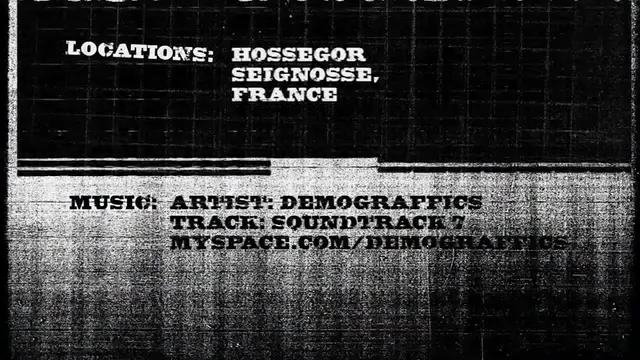 LOCATIONS: HOSSEGOR
SEIGNOSSE,
FRANCE
MUSIC: ARTIST: DEMOGRAFFICS
TRACK: SOUNDTRACK 7
MYSPACE.COM/DEMOGRAFFICS